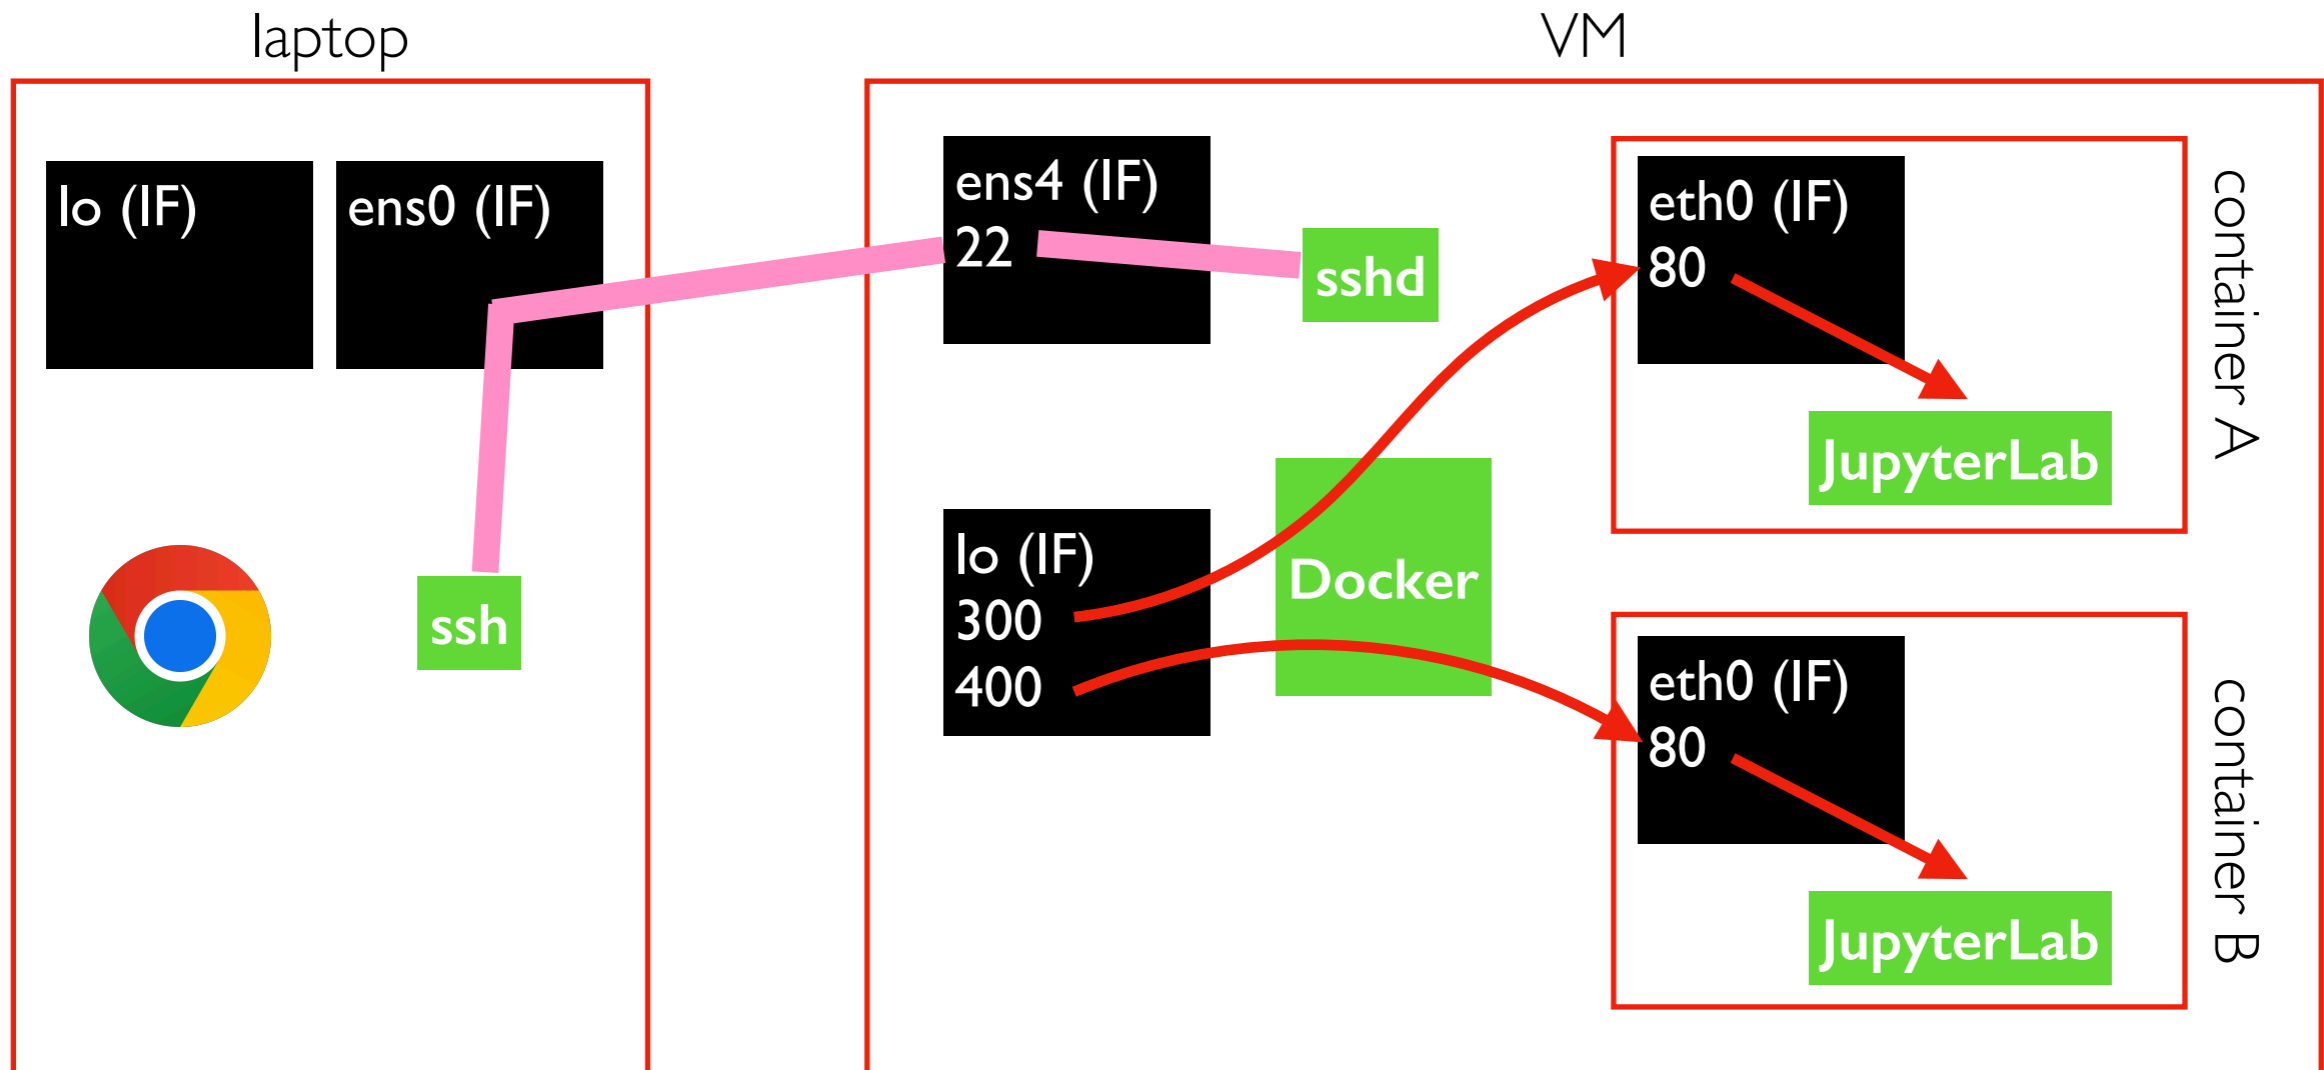 laptop
lo (IF)
ens0 (IF)
ssh
VM
ens4 (IF)
22
sshd
lo (IF)
300
400
Docker
eth0 (IF)
80
JupyterLab
container A
eth0 (IF)
80
JupyterLab
container B